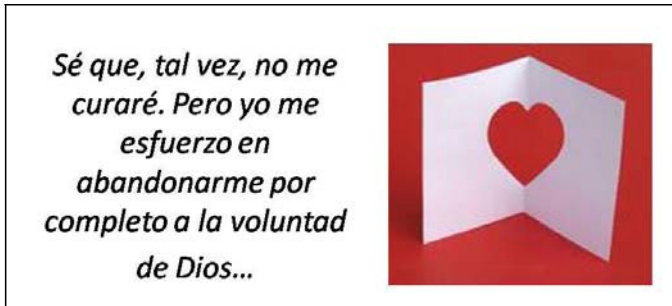 Sé que, tal vez, no me
curaré. Pero yo me
esfuerzo en
abandonarme por
completo a la voluntad
de Dios...